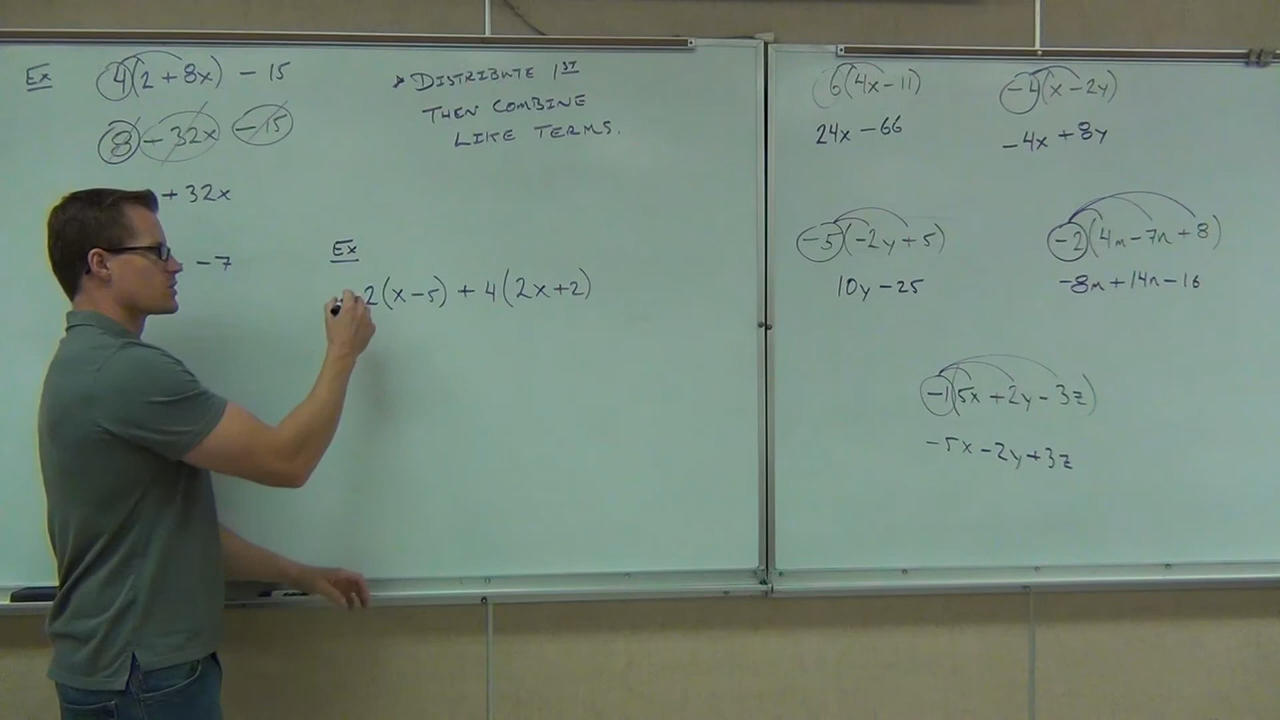 Ex 4(2 + 8x) - 15
8 - 32x - 15
+ 32x
- 7
* DISTRIBUTE 1ST
THEN COMBINE
LIKE TERMS.
Ex
2(x - 5) + 4(2x + 2)
6(4x - 11)
24x - 66
-4(x - 2y)
-4x + 8y
-5(-2y + 5)
10y - 25
-2(4m - 7n + 8)
-8m + 14n - 16
-1(5x + 2y - 3z)
-5x - 2y + 3z